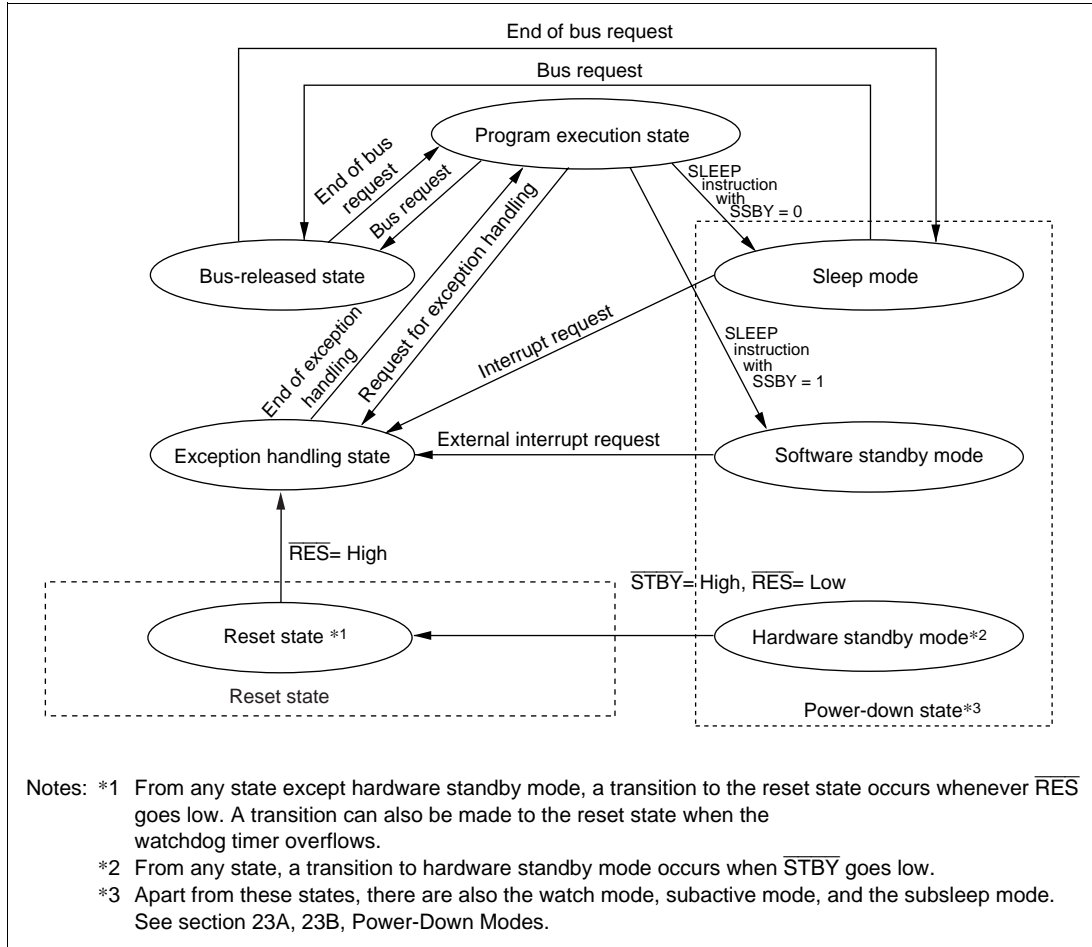 End of bus request
Bus request
Program execution state
End of bus
request
Bus request
SLEEP
instruction
with
SSBY = 0
Bus-released state
Sleep mode
End of exception
handling
Request for exception handling
Interrupt request
SLEEP
instruction
with
SSBY = 1
Exception handling state
External interrupt request
Software standby mode
R̅E̅S̅= High
S̅T̅B̅Y̅= High, R̅E̅S̅= Low
Reset state *1
Hardware standby mode*2
Reset state
Power-down state*3
Notes: *1 From any state except hardware standby mode, a transition to the reset state occurs whenever R̅E̅S̅
goes low. A transition can also be made to the reset state when the
watchdog timer overflows.
*2 From any state, a transition to hardware standby mode occurs when S̅T̅B̅Y̅ goes low.
*3 Apart from these states, there are also the watch mode, subactive mode, and the subsleep mode.
See section 23A, 23B, Power-Down Modes.